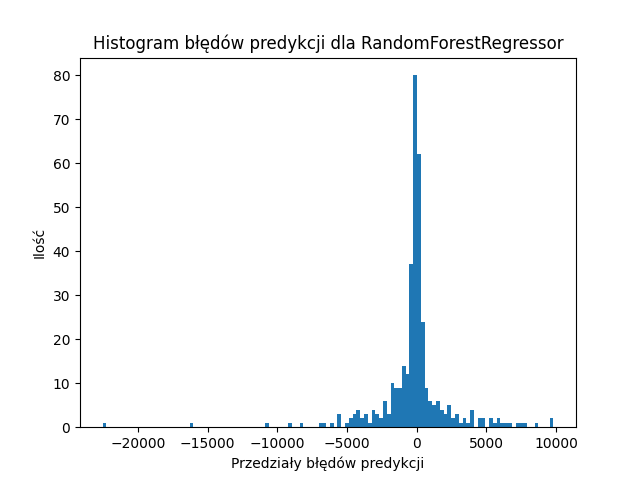 Histogram błędów predykcji dla RandomForestRegressor
80
70
60
50
40
30
20
10
0
Ilość
−20000 −15000 −10000 −5000 0 5000 10000
Przedziały błędów predykcji